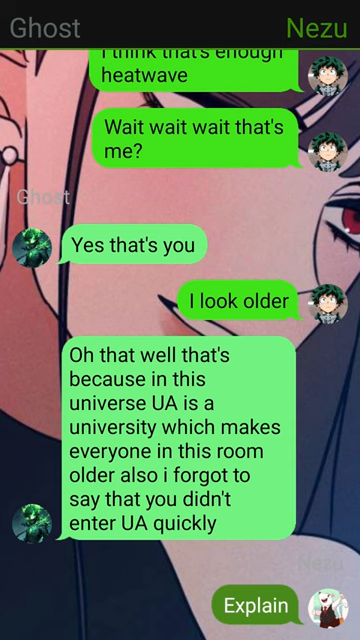 Ghost Nezu
I think that's enough
heatwave
Wait wait wait that's
me?
Ghost
Yes that's you
I look older
Oh that well that's
because in this
universe UA is a
university which makes
everyone in this room
older also i forgot to
say that you didn't
enter UA quickly
Nezu
Explain